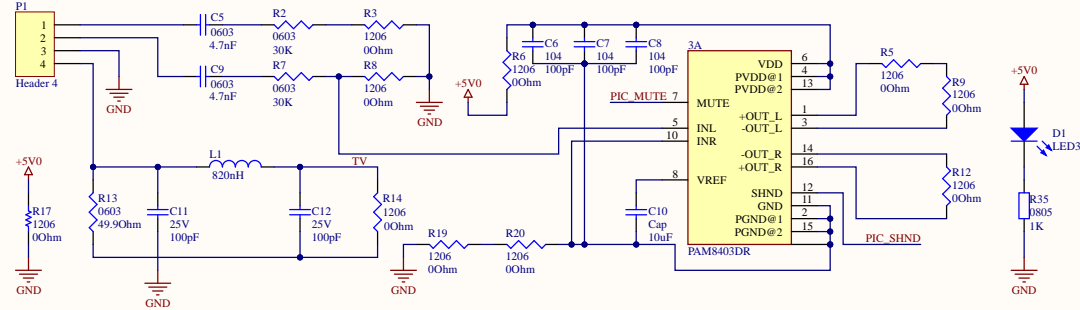 P1
1
2
3
4
Header 4
C5
0603
4.7nF
R2
0603
30K
R3
1206
0Ohm
C9
0603
4.7nF
R7
0603
30K
R8
1206
0Ohm
GND
GND
+5V0
R6
1206
0Ohm
C6
104
100pF
C7
104
100pF
C8
104
100pF
3A
VDD 6
PVDD@1 4
PVDD@2 13
PIC_MUTE 7 MUTE
+OUT_L 1
-OUT_L 3
5 INL
10 INR
-OUT_R 14
+OUT_R 16
8 VREF
SHND 12
GND 11
PGND@1 2
PGND@2 15
PAM8403DR
PIC_SHND
C10
Cap
10uF
R5
1206
0Ohm
R9
1206
0Ohm
R12
1206
0Ohm
+5V0
D1
LED3
R35
0805
1K
GND
+5V0
R17
1206
0Ohm
GND
R13
0603
49.9Ohm
C11
25V
100pF
GND
L1
820nH
TV
C12
25V
100pF
R14
1206
0Ohm
GND
R19
1206
0Ohm
R20
1206
0Ohm